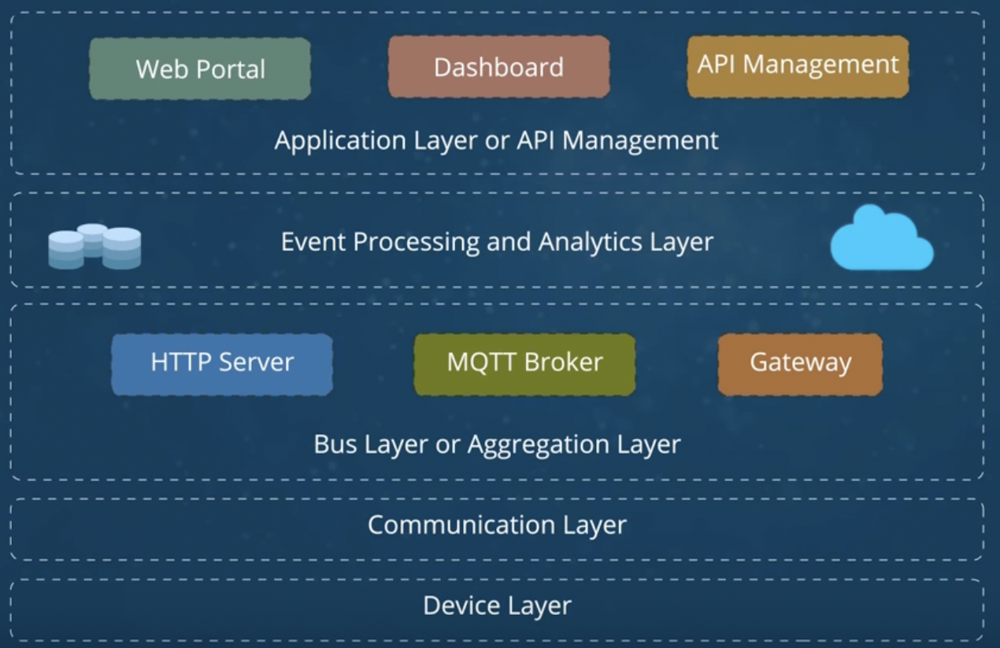 Web Portal
Dashboard
API Management
Application Layer or API Management
Event Processing and Analytics Layer
HTTP Server
MQTT Broker
Gateway
Bus Layer or Aggregation Layer
Communication Layer
Device Layer